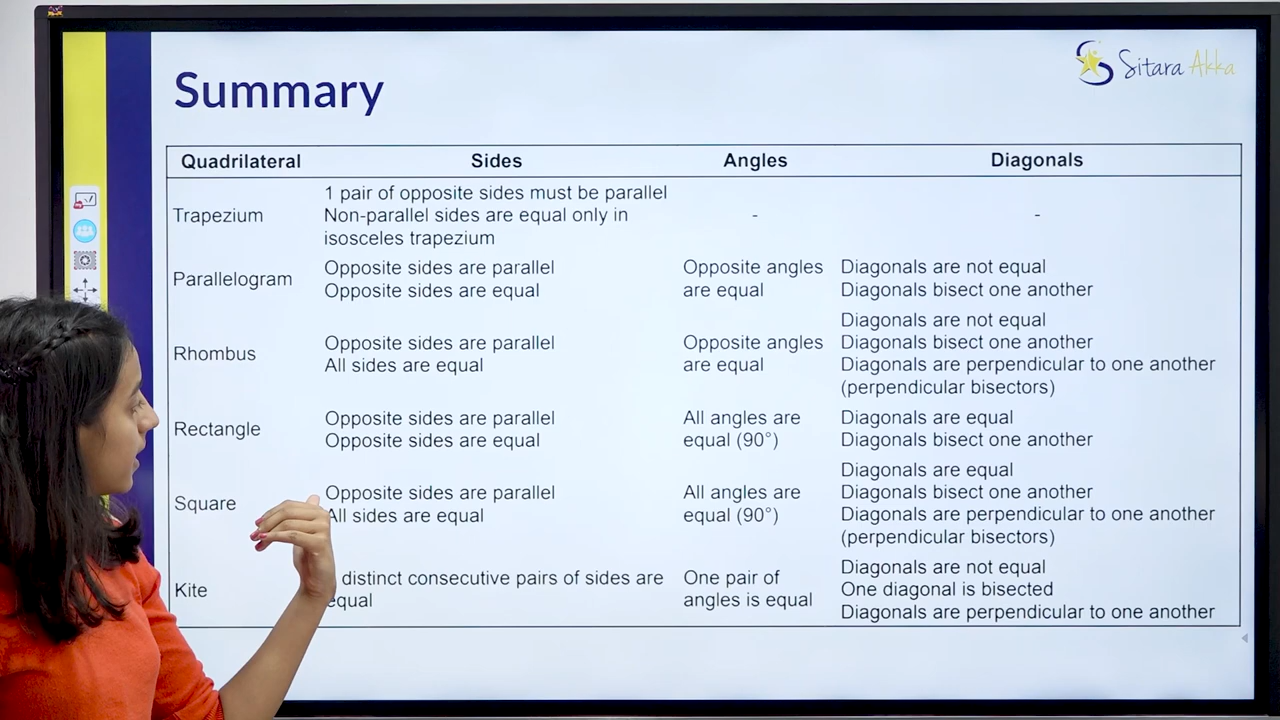 Sitara Akka
Summary
Quadrilateral Sides Angles Diagonals
Trapezium
1 pair of opposite sides must be parallel
Non-parallel sides are equal only in
isosceles trapezium
-
-
Parallelogram
Opposite sides are parallel
Opposite sides are equal
Opposite angles
are equal
Diagonals are not equal
Diagonals bisect one another
Rhombus
Opposite sides are parallel
All sides are equal
Opposite angles
are equal
Diagonals are not equal
Diagonals bisect one another
Diagonals are perpendicular to one another
(perpendicular bisectors)
Rectangle
Opposite sides are parallel
Opposite sides are equal
All angles are
equal (90°)
Diagonals are equal
Diagonals bisect one another
Square
Opposite sides are parallel
All sides are equal
All angles are
equal (90°)
Diagonals are equal
Diagonals bisect one another
Diagonals are perpendicular to one another
(perpendicular bisectors)
Kite
distinct consecutive pairs of sides are
equal
One pair of
angles is equal
Diagonals are not equal
One diagonal is bisected
Diagonals are perpendicular to one another